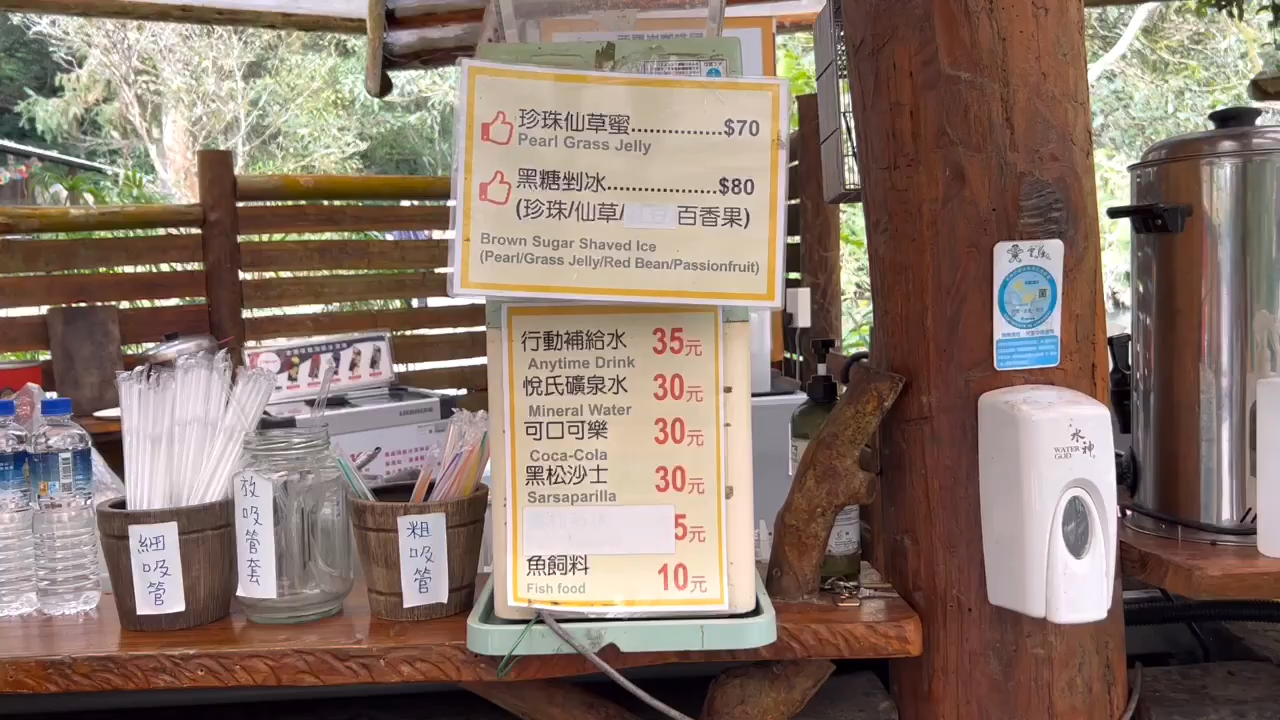 珍珠仙草蜜..............$70
Pearl Grass Jelly
黑糖剉冰.................$80
(珍珠/仙草/ 百香果)
Brown Sugar Shaved Ice
(Pearl/Grass Jelly/Red Bean/Passionfruit)
行動補給水 35元
Anytime Drink
悅氏礦泉水 30元
Mineral Water
可口可樂 30元
Coca-Cola
黑松沙士 30元
Sarsaparilla
5元
魚飼料 10元
Fish food
細吸管
放吸管套
粗吸管
LIEBHERR
水神
WATER GOD
菌